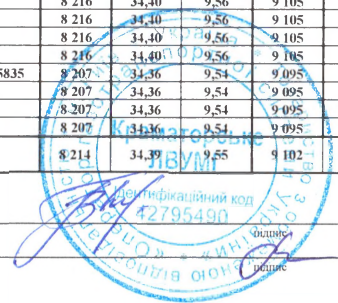 8 216 34,40 9,56 9 105
8 216 34,40 9,56 9 105
8 216 34,40 9,56 9 105
8 216 34,40 9,56 9 105
5835 8 207 34,36 9,54 9 095
8 207 34,36 9,54 9 095
8 207 34,36 9,54 9 095
8 207 34,36 9,54 9 095
8 214 34,39 9,55 9 102
Краматорське
ЛВУМГ
Ідентифікаційний код
12795490
підпис
підпис